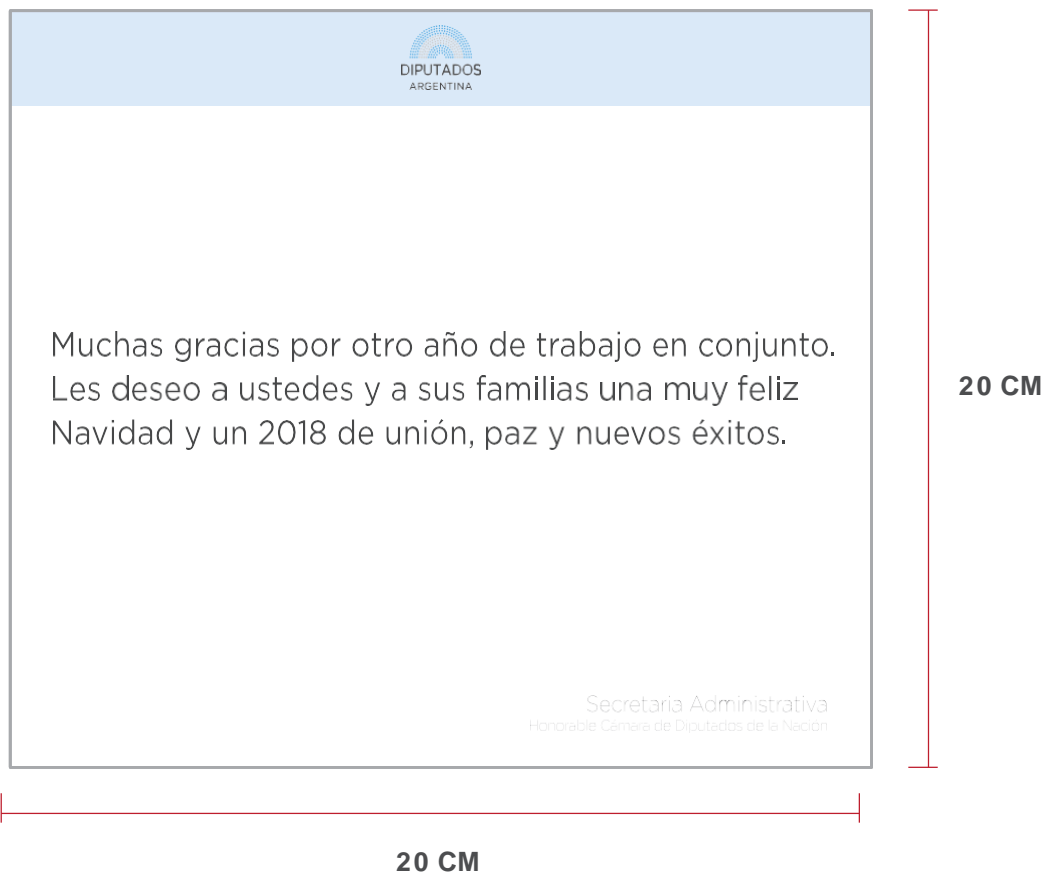 DIPUTADOS
ARGENTINA
Muchas gracias por otro año de trabajo en conjunto.
Les deseo a ustedes y a sus familias una muy feliz
Navidad y un 2018 de unión, paz y nuevos éxitos.
20 CM
Secretaria Administrativa
Honorable Cámara de Diputados de la Nación
20 CM